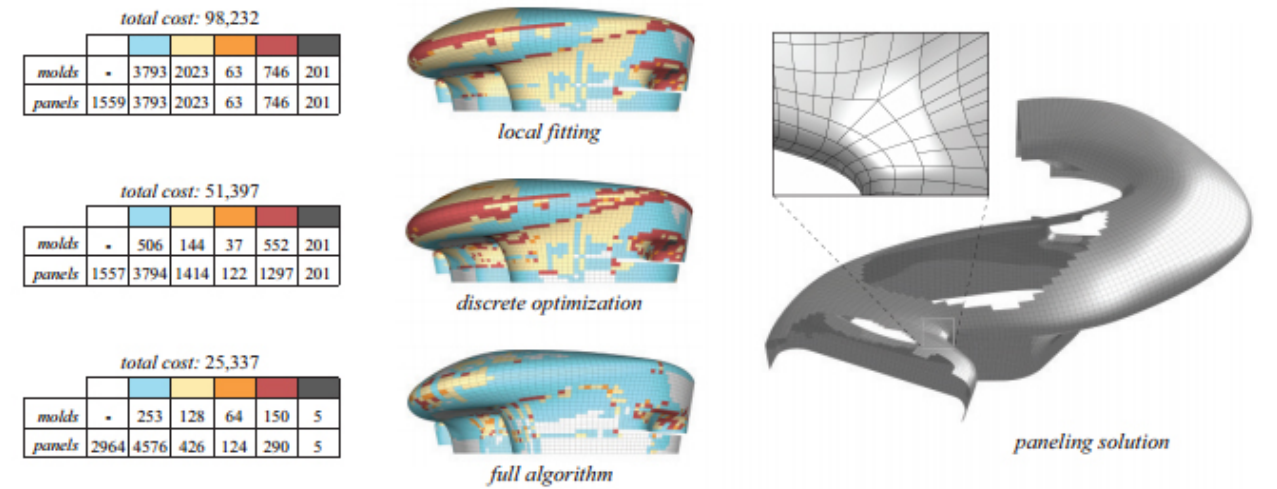 total cost: 98,232
molds - 3793 2023 63 746 201
panels 1559 3793 2023 63 746 201
local fitting
total cost: 51,397
molds - 506 144 37 552 201
panels 1557 3794 1414 122 1297 201
discrete optimization
total cost: 25,337
molds - 253 128 64 150 5
panels 2964 4576 426 124 290 5
full algorithm
paneling solution